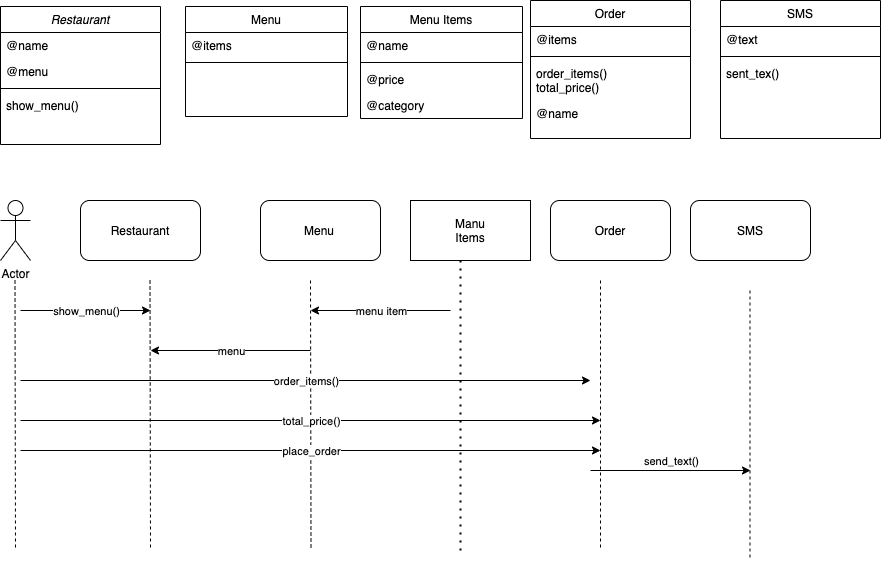 Restaurant
@name
@menu
show_menu()
Menu
@items
Menu Items
@name
@price
@category
Order
@items
order_items()
total_price()
@name
SMS
@text
sent_tex()
Actor
Restaurant
Menu
Manu
Items
Order
SMS
show_menu()
menu item
menu
order_items()
total_price()
place_order
send_text()